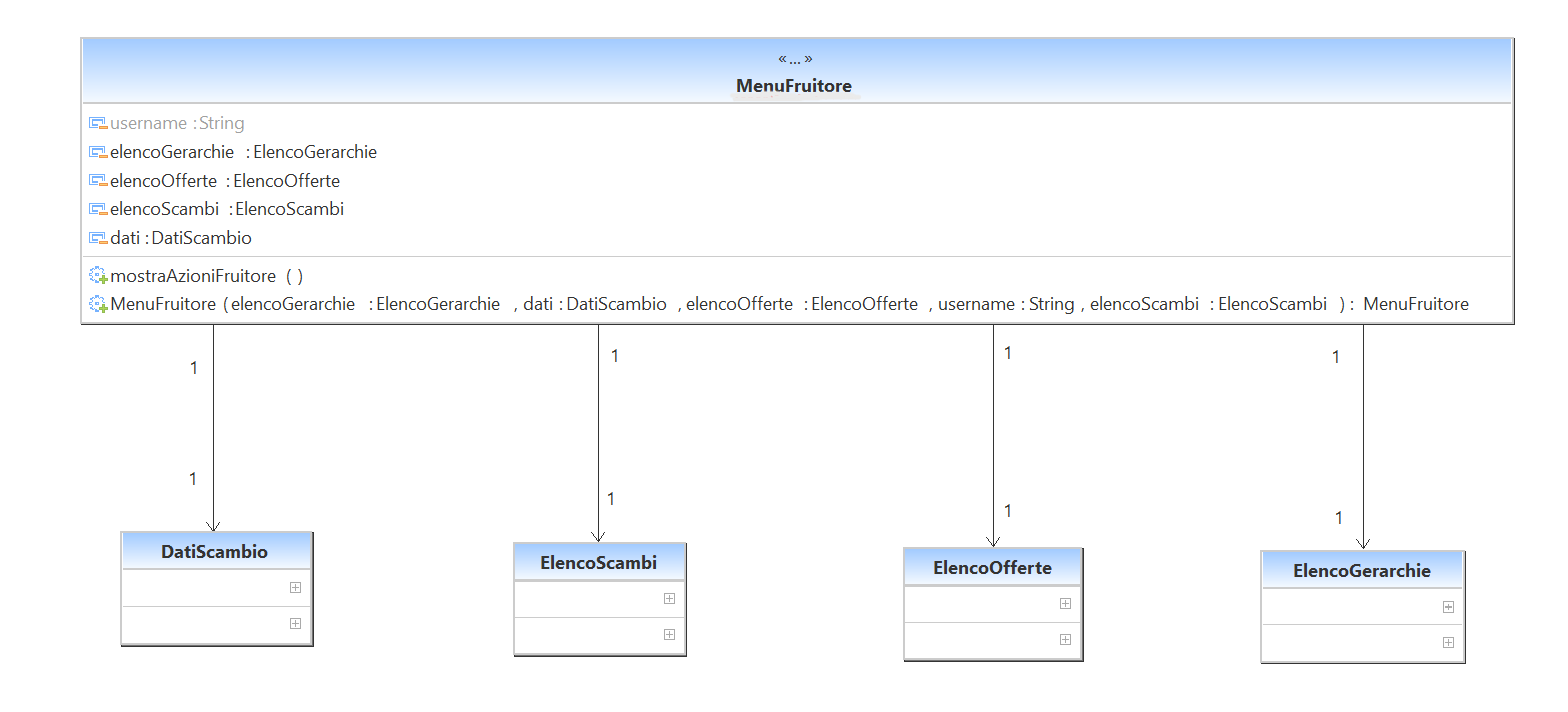 «...»
MenuFruitore
username : String
elencoGerarchie : ElencoGerarchie
elencoOfferte : ElencoOfferte
elencoScambi : ElencoScambi
dati : DatiScambio
mostraAzioniFruitore ( )
MenuFruitore ( elencoGerarchie : ElencoGerarchie , dati : DatiScambio , elencoOfferte : ElencoOfferte , username : String , elencoScambi : ElencoScambi ) : MenuFruitore
1 1 1 1
1 1 1 1
DatiScambio
ElencoScambi
ElencoOfferte
ElencoGerarchie